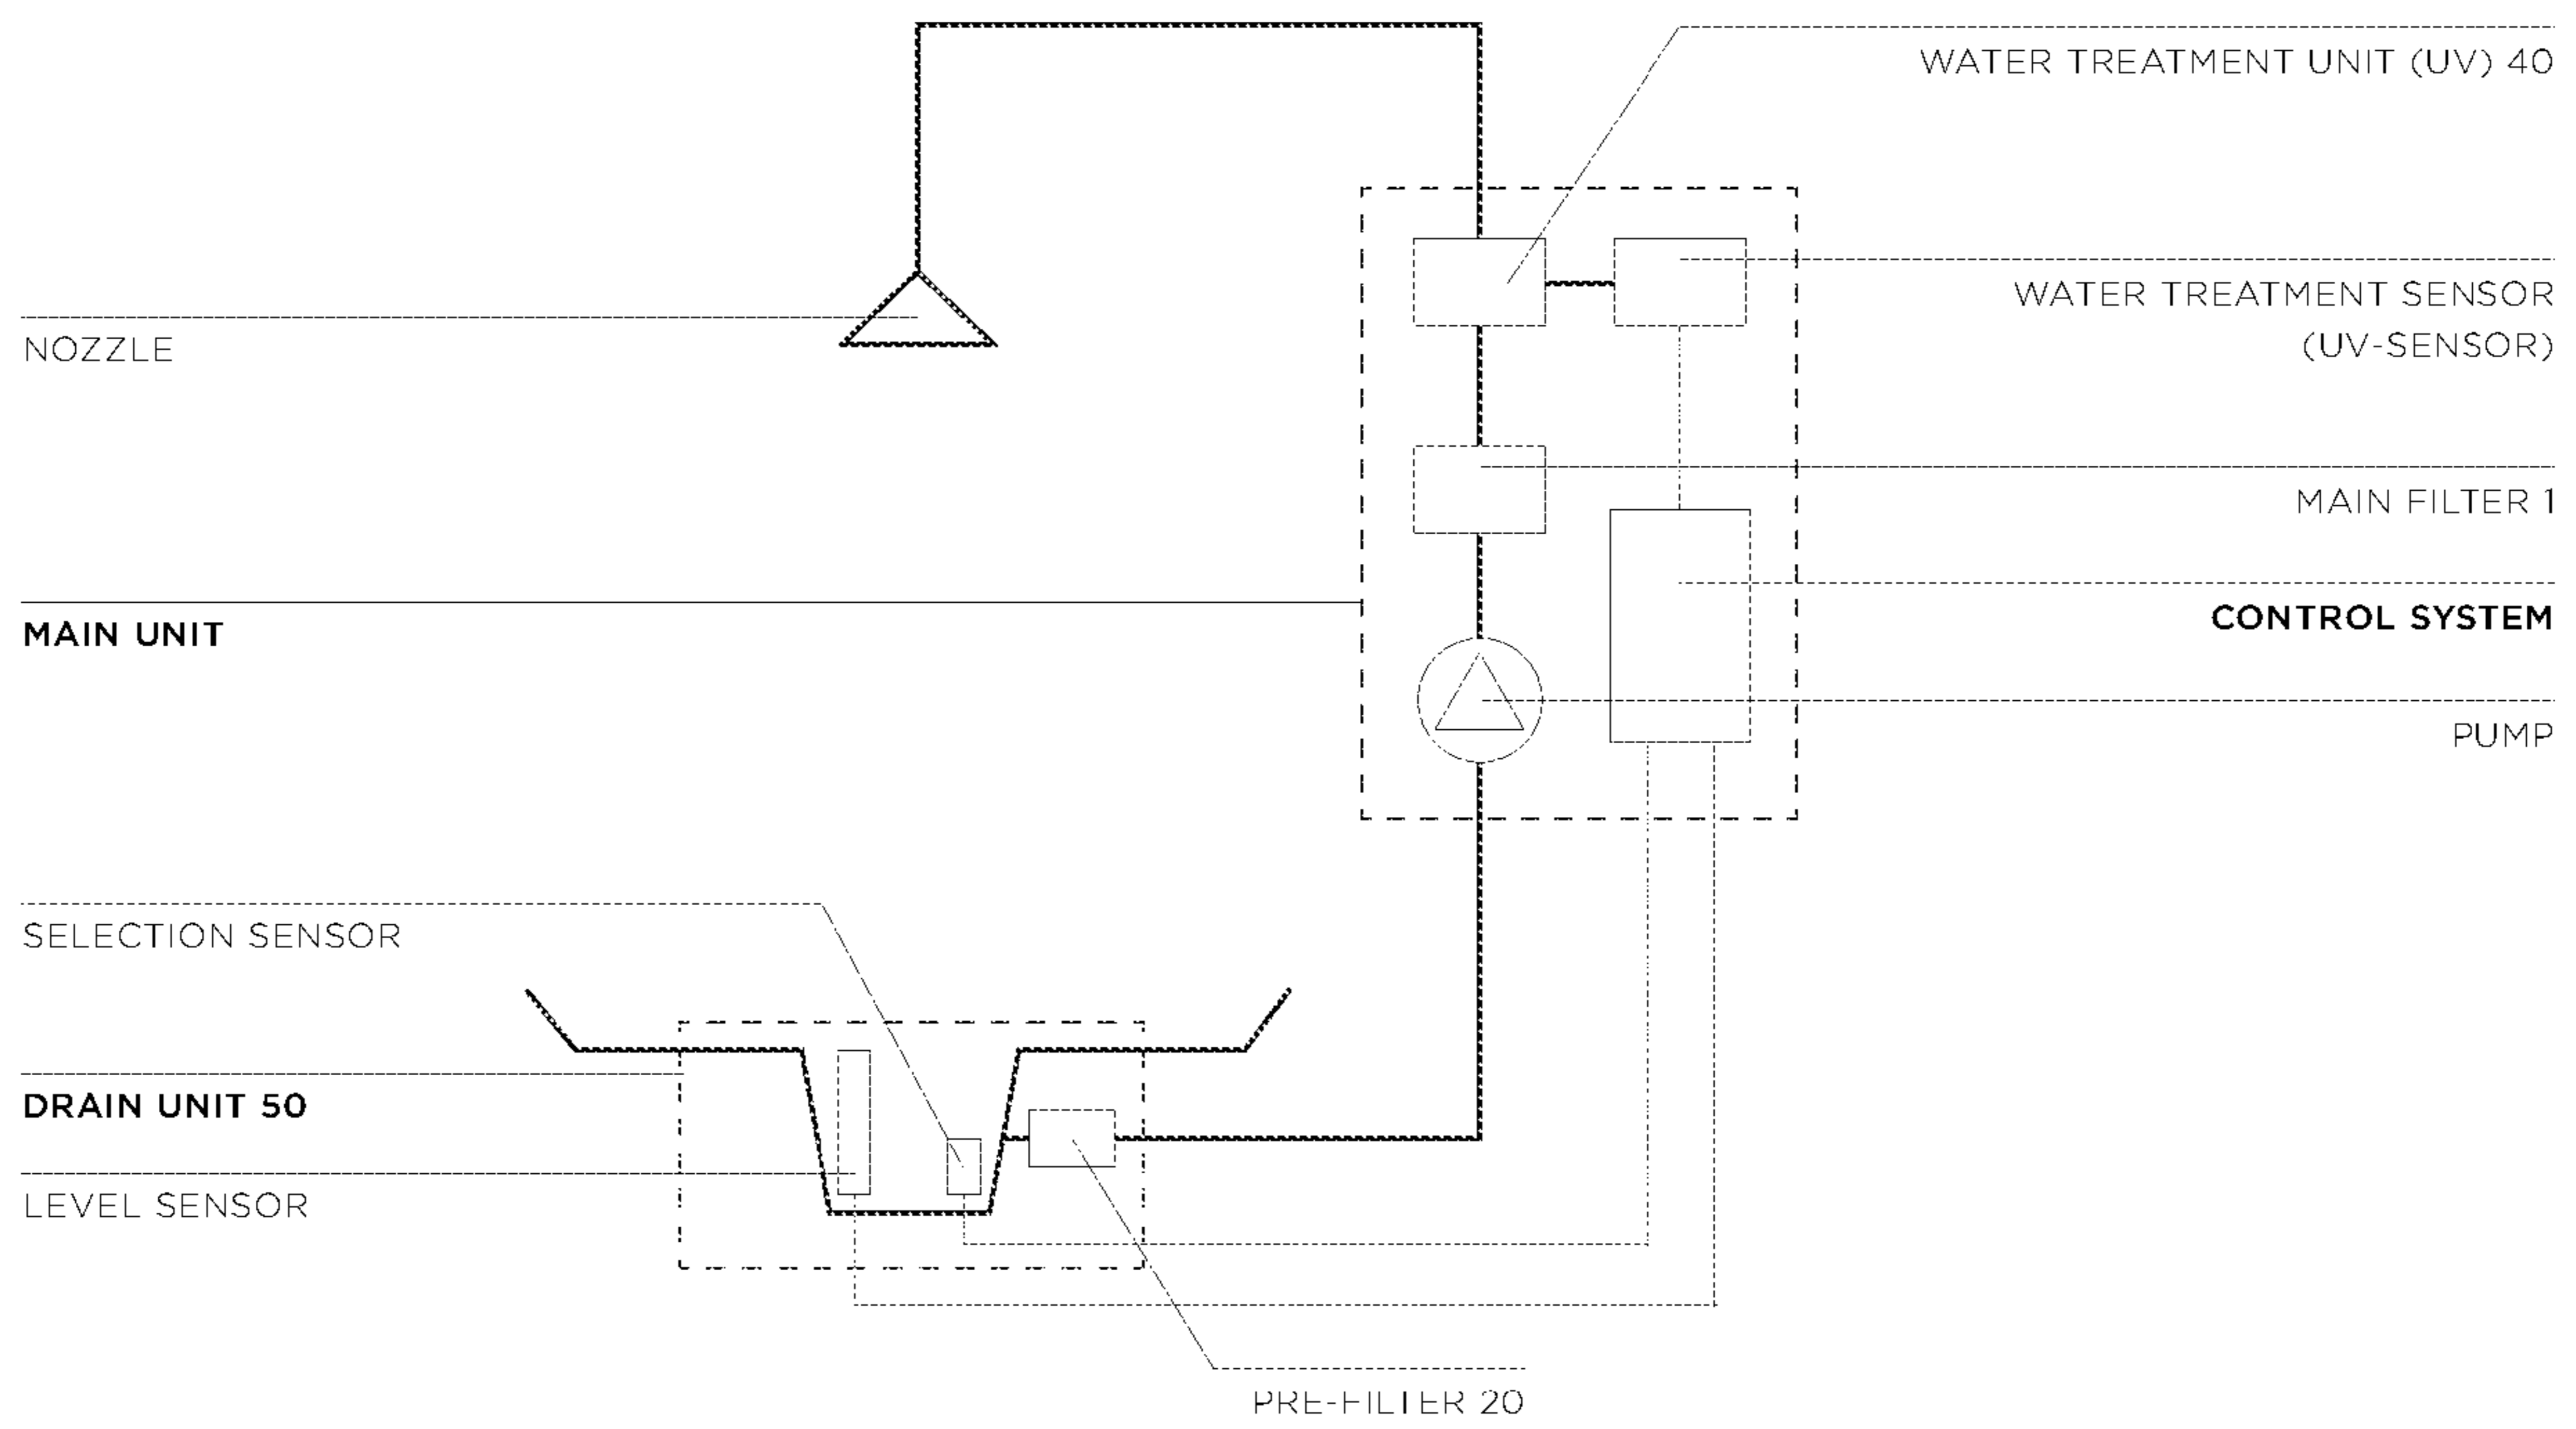 WATER TREATMENT UNIT (UV) 40
WATER TREATMENT SENSOR
(UV-SENSOR)
NOZZLE
MAIN FILTER 1
CONTROL SYSTEM
MAIN UNIT
PUMP
SELECTION SENSOR
DRAIN UNIT 50
LEVEL SENSOR
PRE-FILTER 20